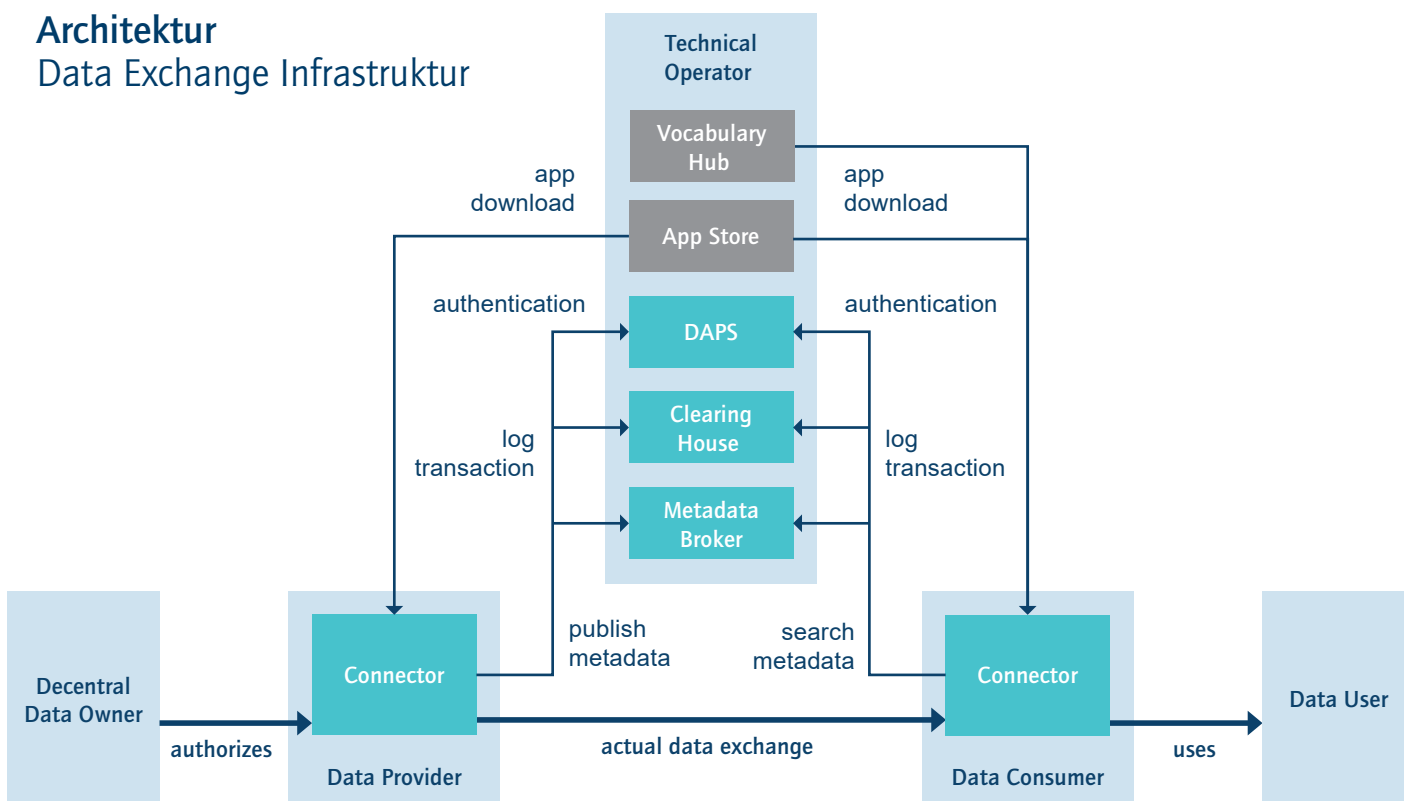 Architektur
Data Exchange Infrastruktur
Technical
Operator
Vocabulary
Hub
app
download
app
download
App Store
authentication
authentication
DAPS
Clearing
House
log
transaction
log
transaction
Metadata
Broker
publish
metadata
search
metadata
Decentral
Data Owner
Connector
Connector
Data User
authorizes
actual data exchange
uses
Data Provider
Data Consumer